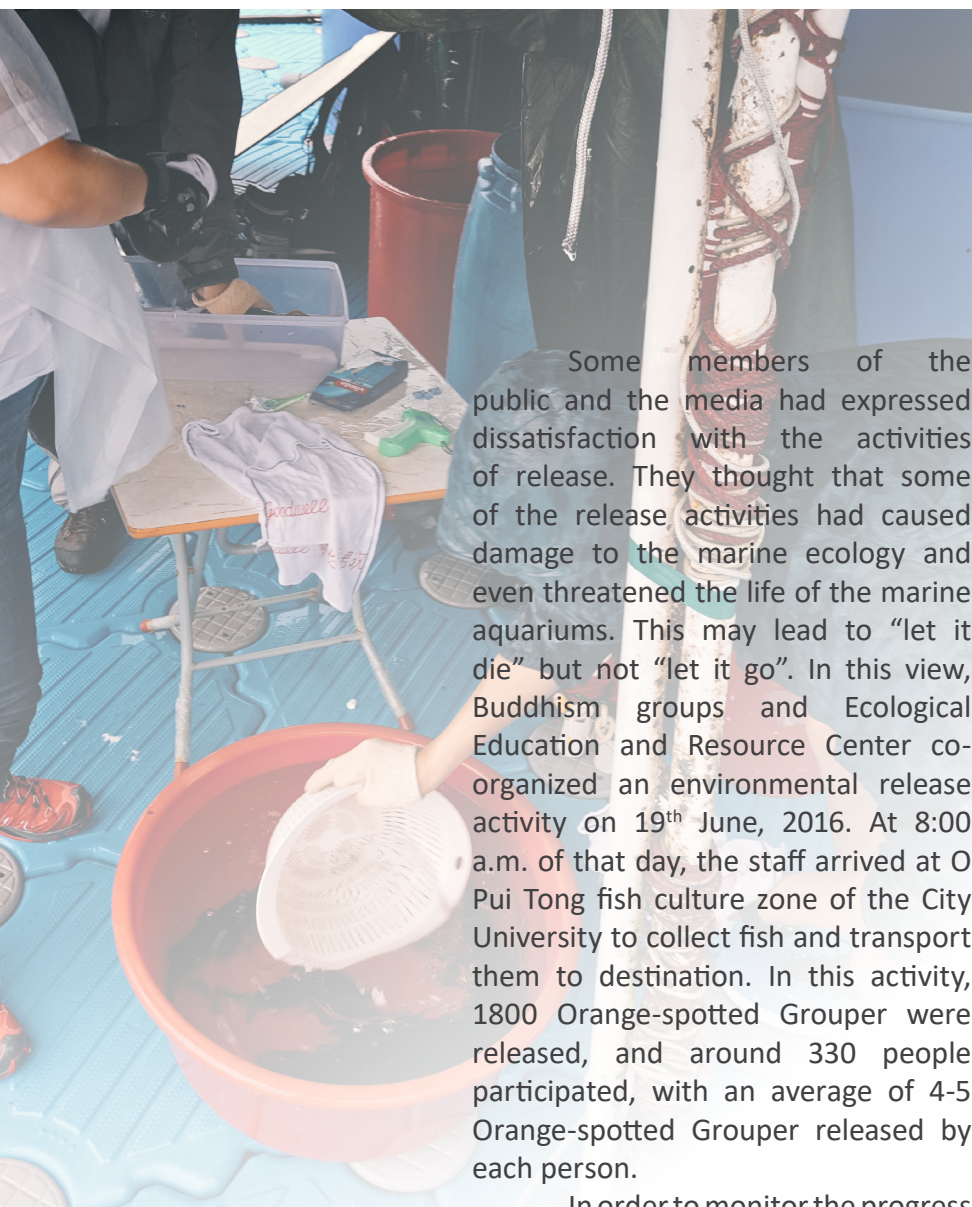 Goodwell
Some members of the
public and the media had expressed
dissatisfaction with the activities
of release. They thought that some
of the release activities had caused
damage to the marine ecology and
even threatened the life of the marine
aquariums. This may lead to “let it
die” but not “let it go”. In this view,
Buddhism groups and Ecological
Education and Resource Center co-
organized an environmental release
activity on 19th June, 2016. At 8:00
a.m. of that day, the staff arrived at O
Pui Tong fish culture zone of the City
University to collect fish and transport
them to destination. In this activity,
1800 Orange-spotted Grouper were
released, and around 330 people
participated, with an average of 4-5
Orange-spotted Grouper released by
each person.
In order to monitor the progress